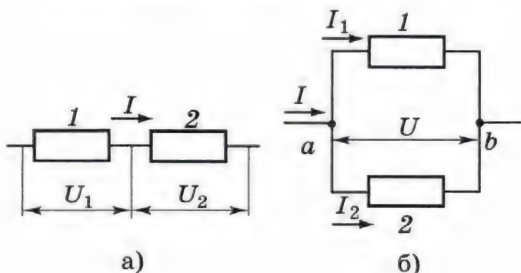 1 I 2
U₁ U₂
а)
I₁ 1
I
a U b
I₂ 2
б)